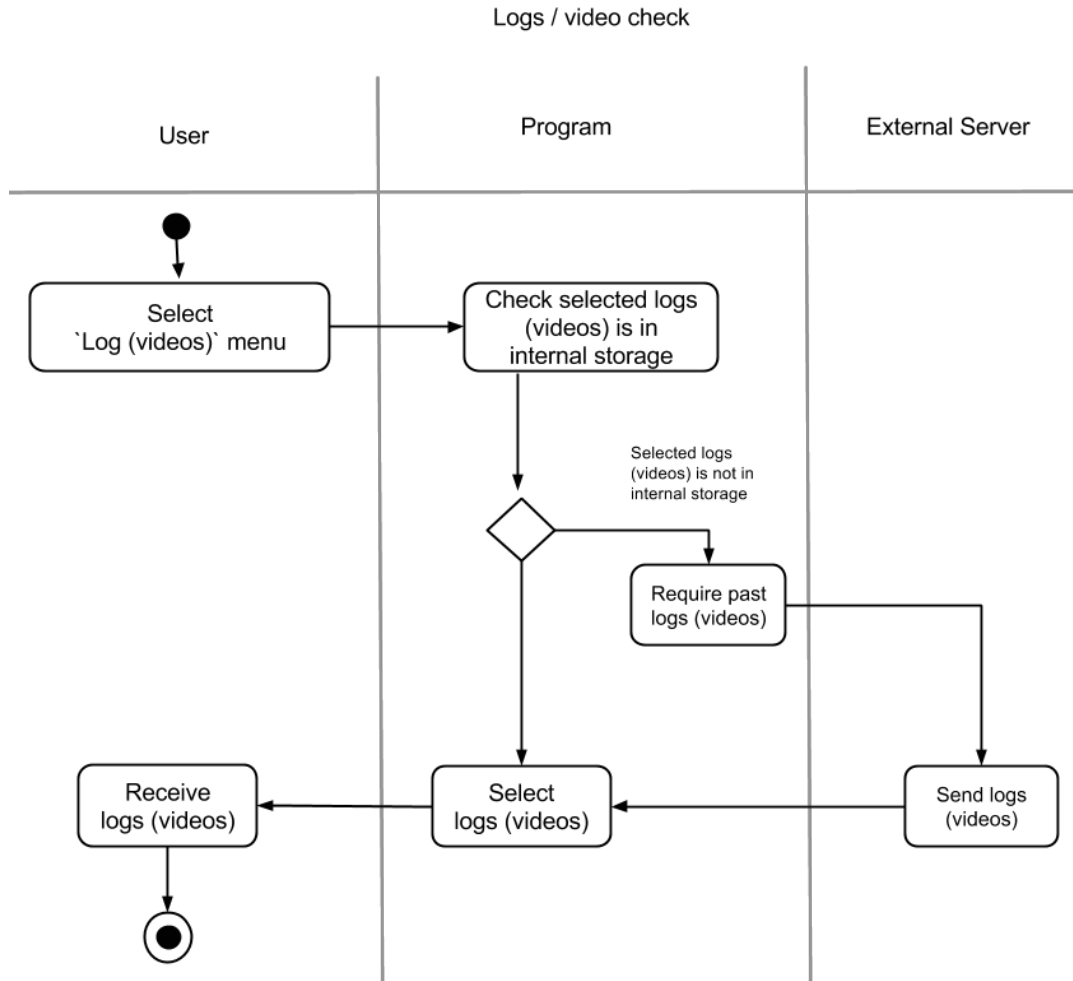 Logs / video check
User
Program
External Server
Select
`Log (videos)` menu
Check selected logs
(videos) is in
internal storage
Selected logs
(videos) is not in
internal storage
Require past
logs (videos)
Receive
logs (videos)
Select
logs (videos)
Send logs
(videos)